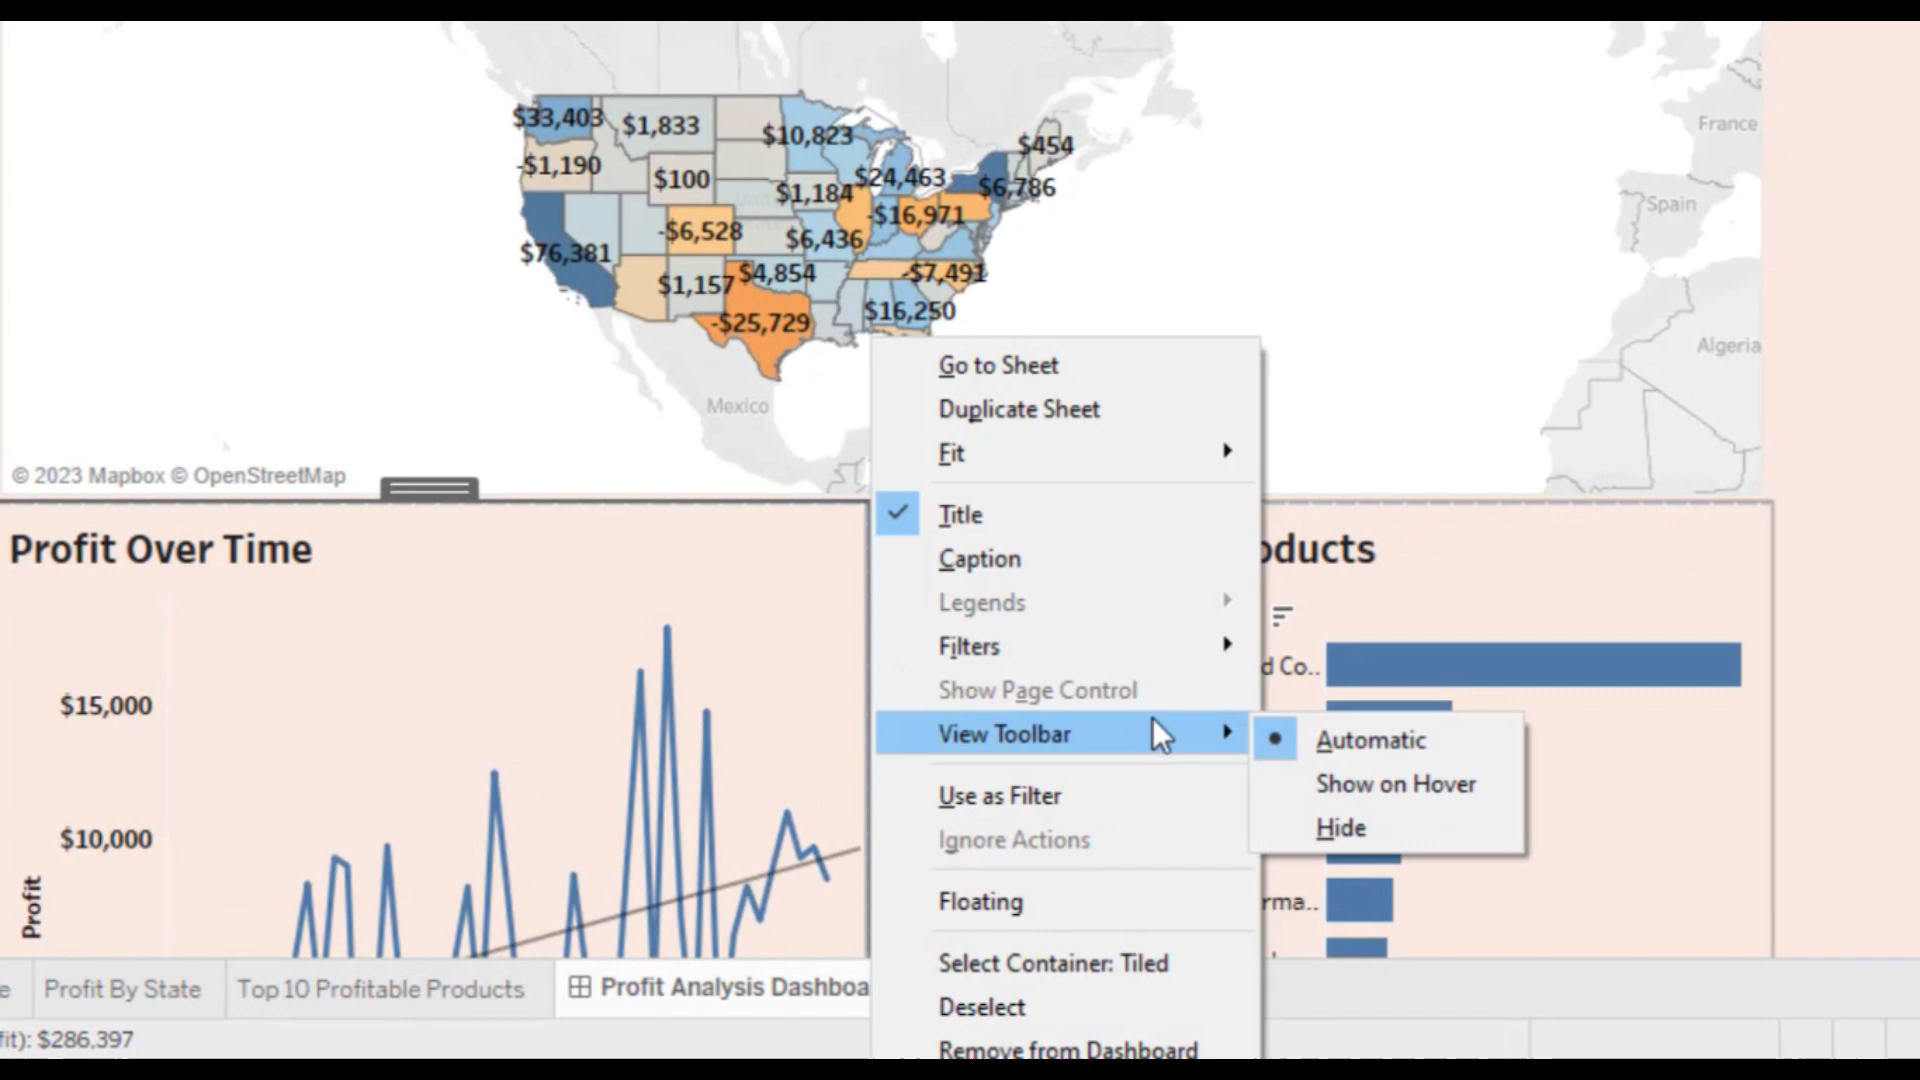 $33,403
$1,833
$10,823
$454
-$1,190
$100
$1,184
$24,463
$6,786
-$16,971
-$6,528
$6,436
$76,381
$1,157
$4,854
-$7,491
-$25,729
$16,250
Mexico
France
Spain
Algeria
© 2023 Mapbox © OpenStreetMap
Go to Sheet
Duplicate Sheet
Fit
Title
Caption
Legends
Filters
Show Page Control
View Toolbar
Use as Filter
Ignore Actions
Floating
Select Container: Tiled
Deselect
Remove from Dashboard
Automatic
Show on Hover
Hide
Profit Over Time
$15,000
$10,000
Profit
oducts
d Co..
rma..
e
Profit By State
Top 10 Profitable Products
Profit Analysis Dashboa
fit): $286,397